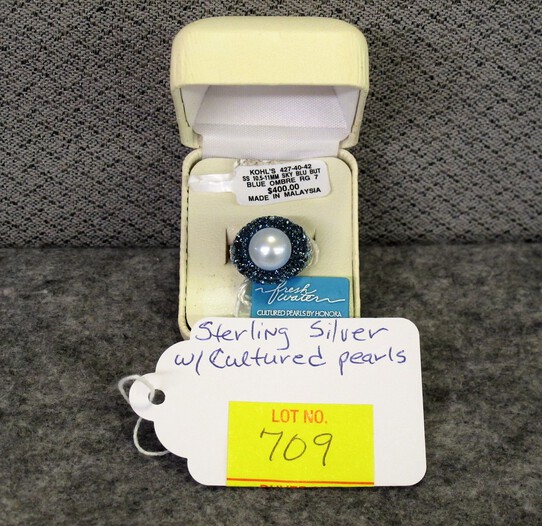 KOHL'S 427-40-42
SS 10.5-11MM SKY BLU BUT
BLUE OMBRE RG 7
$400.00
MADE IN MALAYSIA
fresh
water
CULTURED PEARLS BY HONORA
Sterling Silver
w/ Cultured pearls
LOT NO.
709